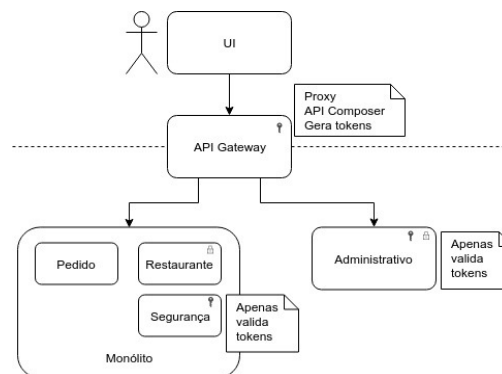 UI
Proxy
API Composer
Gera tokens
API Gateway
Pedido
Restaurante
Segurança
Apenas
valida
tokens
Monólito
Administrativo
Apenas
valida
tokens